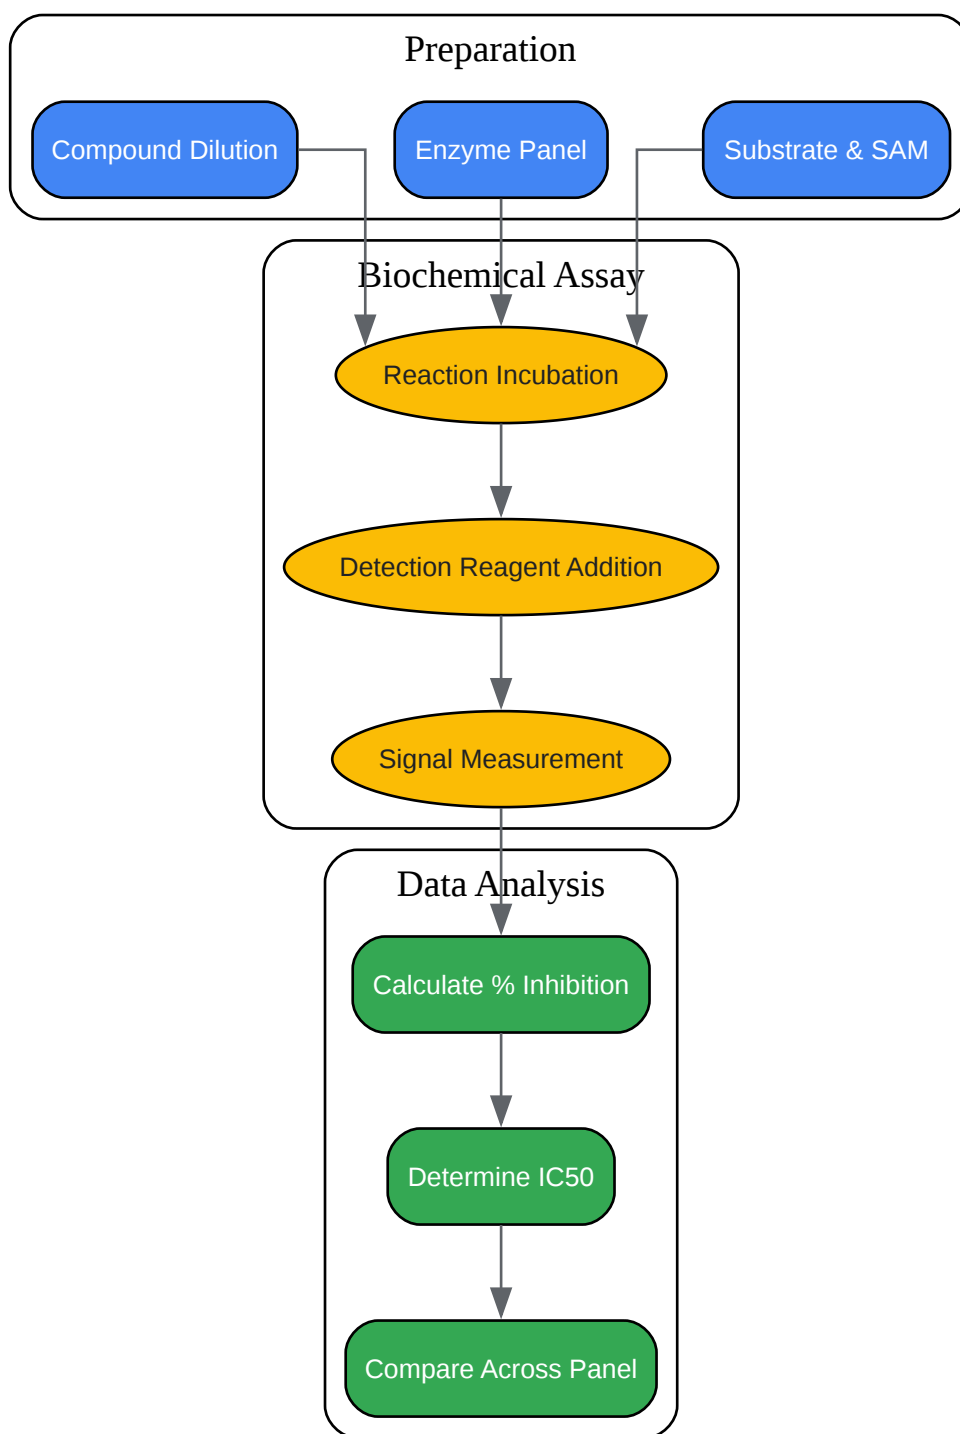 Preparation
Compound Dilution
Enzyme Panel
Substrate & SAM
Biochemical Assay
Reaction Incubation
Detection Reagent Addition
Signal Measurement
Data Analysis
Calculate % Inhibition
Determine IC50
Compare Across Panel